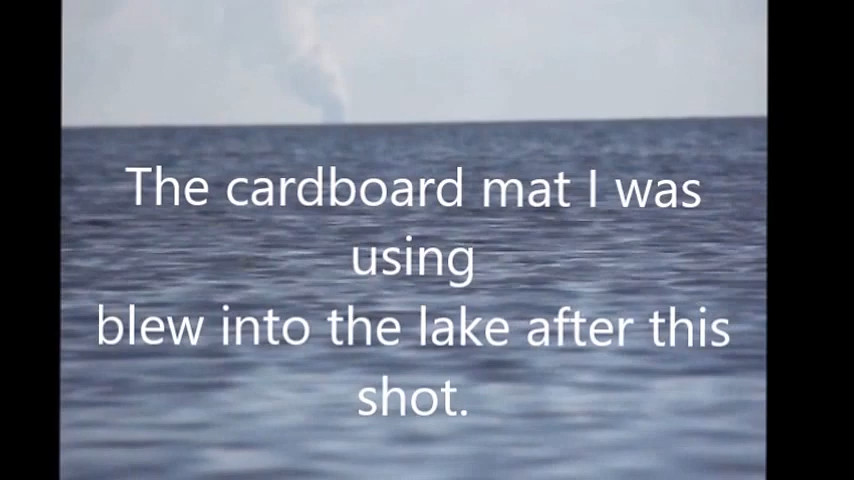 The cardboard mat I was
using
blew into the lake after this
shot.